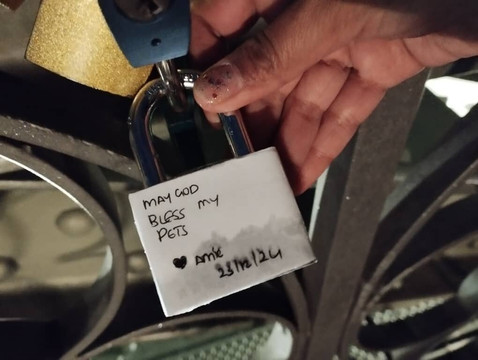 MAY GOD
BLESS MY
PETS
♥ Amie
23/12/24